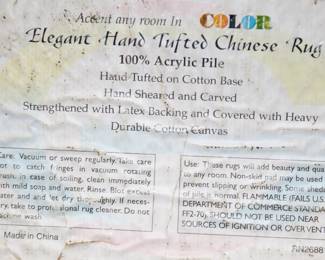 Accent any room In COLOR
Elegant Hand Tufted Chinese Rug
100% Acrylic Pile
Hand Tufted on Cotton Base
Hand Sheared and Carved
Strengthened with Latex Backing and Covered with Heavy
Durable Cotton Canvas
Care: Vacuum or sweep regularly. Take care
not to catch fringes in vacuum rotating
brush. In case of soiling, clean immediately
with mild soap and water. Rinse. Blot excess
water and and let dry
dry, take to professional rug cleaner. Do not
machine wash.
Made in China
Use: These rugs will add beauty and
to any room. Non-skid pad may be used
prevent slipping or wrinkling. Some
of pile is normal. FLAMMABLE (FAILS U.S.
DEPARTMENT OF COMMERCE STANDA
FF2-70). SHOULD NOT BE USED NEAR
SOURCES OF IGNITION OR OVER VENT
RN2688